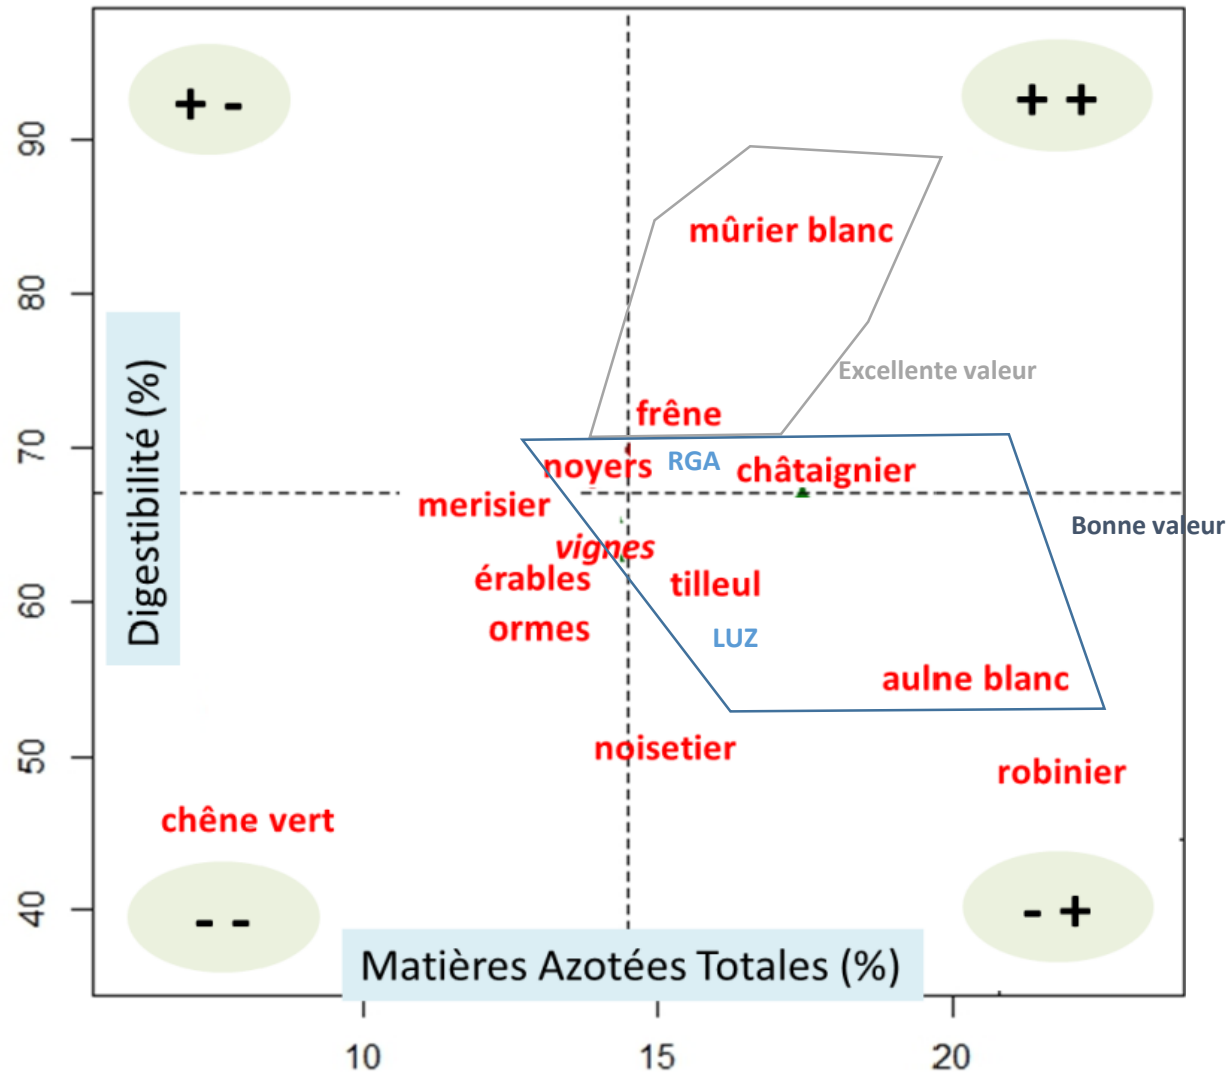 + -
+ +
90
mûrier blanc
80
Excellente valeur
frêne
70
noyers
RGA
châtaignier
merisier
Bonne valeur
vignes
érables
tilleul
60
ormes
LUZ
Digestibilité (%)
aulne blanc
noisetier
50
robinier
chêne vert
40
- -
- +
Matières Azotées Totales (%)
10
15
20